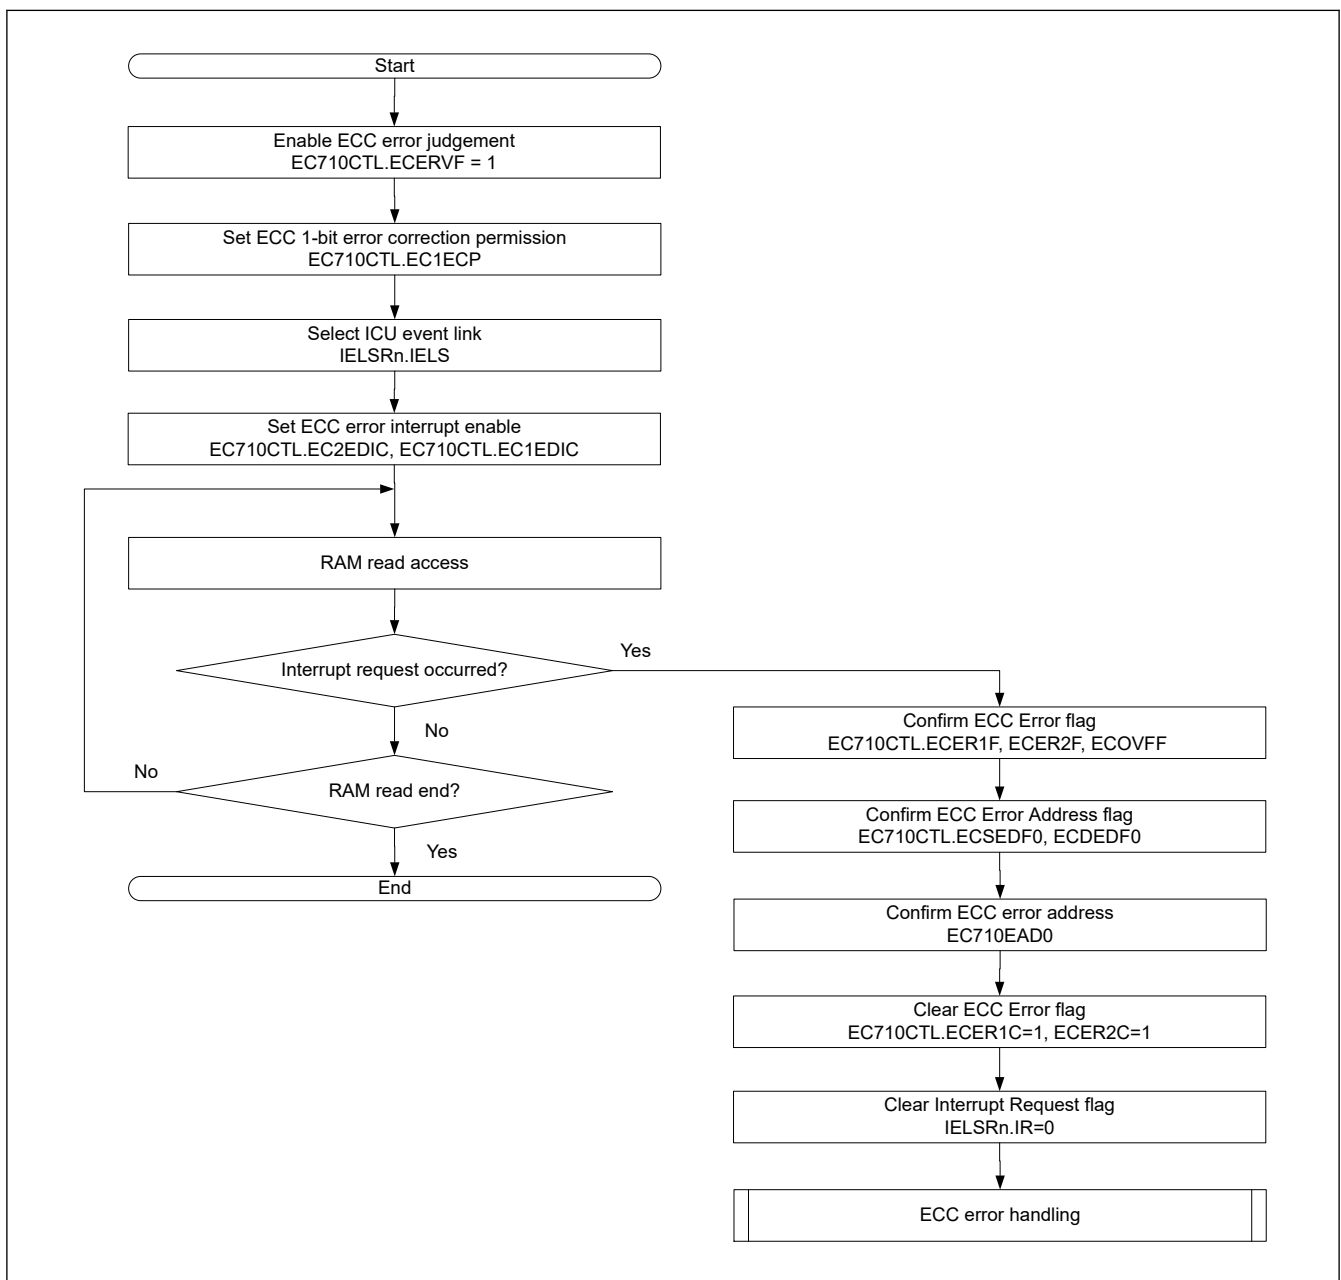 Start
Enable ECC error judgement
EC710CTL.ECERVF = 1
Set ECC 1-bit error correction permission
EC710CTL.EC1ECP
Select ICU event link
IELSRn.IELS
Set ECC error interrupt enable
EC710CTL.EC2EDIC, EC710CTL.EC1EDIC
RAM read access
Interrupt request occurred?
Yes
No
RAM read end?
No
Yes
End
Confirm ECC Error flag
EC710CTL.ECER1F, ECER2F, ECOVFF
Confirm ECC Error Address flag
EC710CTL.ECSEDF0, ECDEDF0
Confirm ECC error address
EC710EAD0
Clear ECC Error flag
EC710CTL.ECER1C=1, ECER2C=1
Clear Interrupt Request flag
IELSRn.IR=0
ECC error handling